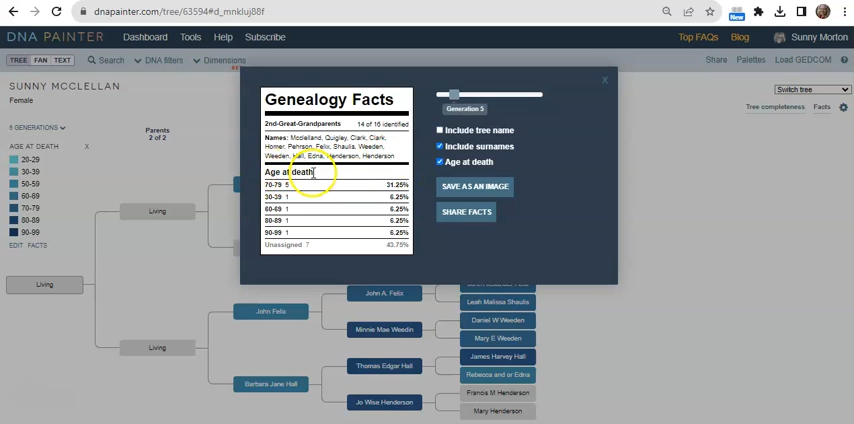 dnapainter.com/tree/63594#d_mnkluj88f
New
DNA PAINTER
Dashboard
Tools
Help
Subscribe
Top FAQs
Blog
Sunny Morton
TREE
FAN
TEXT
Search
DNA filters
Dimensions
Share
Palettes
Load GEDCOM
SUNNY MCCLELLAN
Female
Switch tree
Tree completeness
Facts
5 GENERATIONS
Parents
2 of 2
AGE AT DEATH X
20-29
30-39
50-59
60-69
70-79
80-89
90-99
EDIT FACTS
Living
Living
Living
John Felix
Barbara Jane Hall
John A. Felix
Minnie Mae Weedin
Thomas Edgar Hall
Jo Wise Henderson
Leah Malissa Shaulis
Daniel W Weeden
Mary E Weeden
James Harvey Hall
Rebecca and or Edna
Francis M Henderson
Mary Henderson
X
Genealogy Facts
2nd-Great-Grandparents 14 of 16 identified
Names: Mcclelland, Quigley, Clark, Clark,
Horner, Pehrson, Felix, Shaulis, Weeden,
Weeden, Hall, Edna, Henderson, Henderson
Age at death
70-79 5 31.25%
30-39 1 6.25%
60-69 1 6.25%
80-89 1 6.25%
90-99 1 6.25%
Unassigned 7 43.75%
Generation 5
Include tree name
Include surnames
Age at death
SAVE AS AN IMAGE
SHARE FACTS